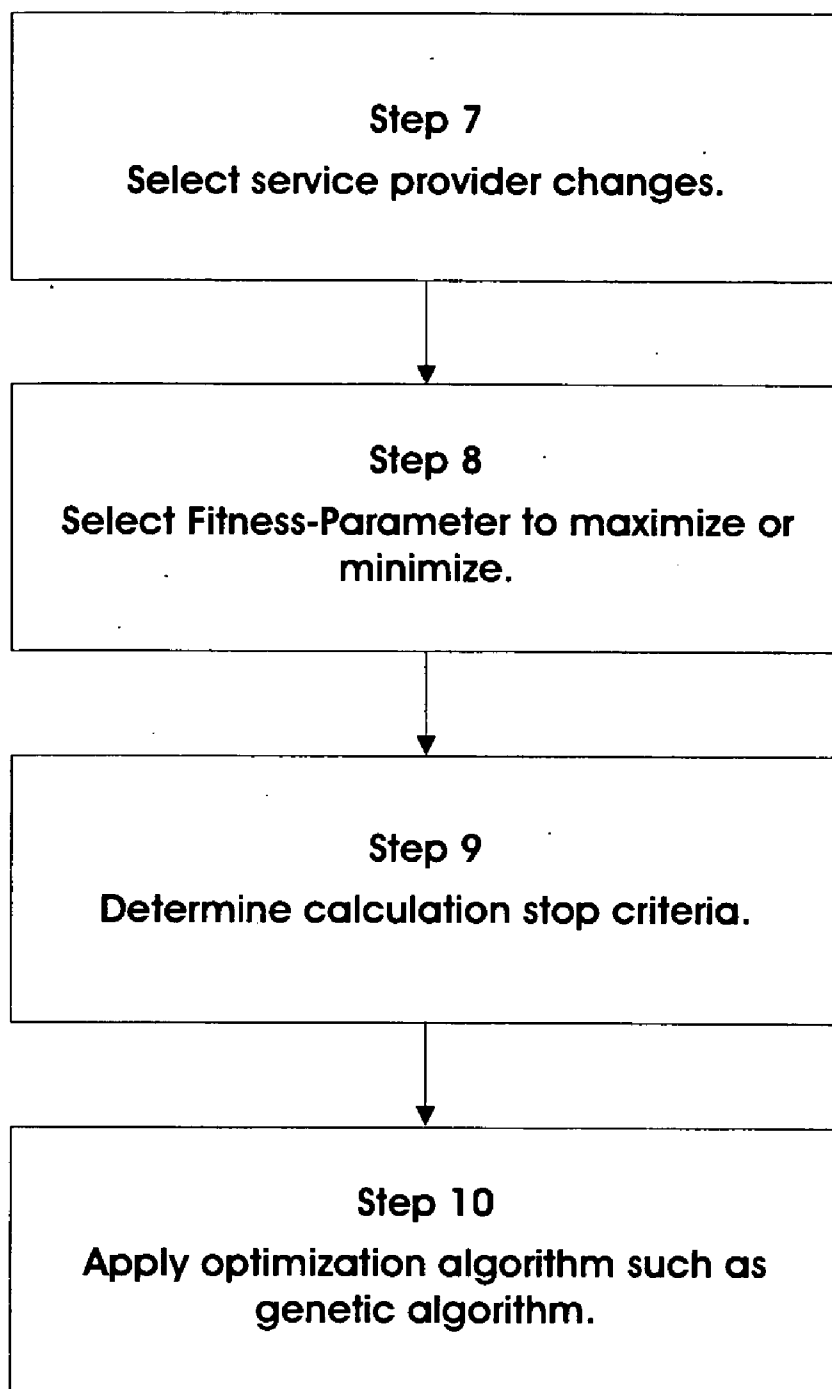 Step 7
Select service provider changes.
Step 8
Select Fitness-Parameter to maximize or
minimize.
Step 9
Determine calculation stop criteria.
Step 10
Apply optimization algorithm such as
genetic algorithm.